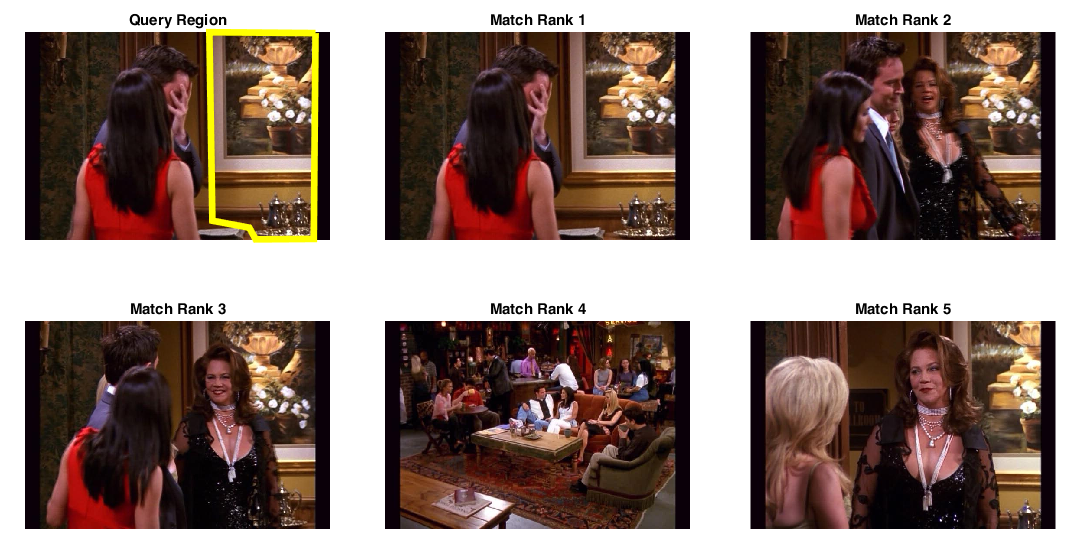 Query Region
Match Rank 1
Match Rank 2
Match Rank 3
Match Rank 4
Match Rank 5